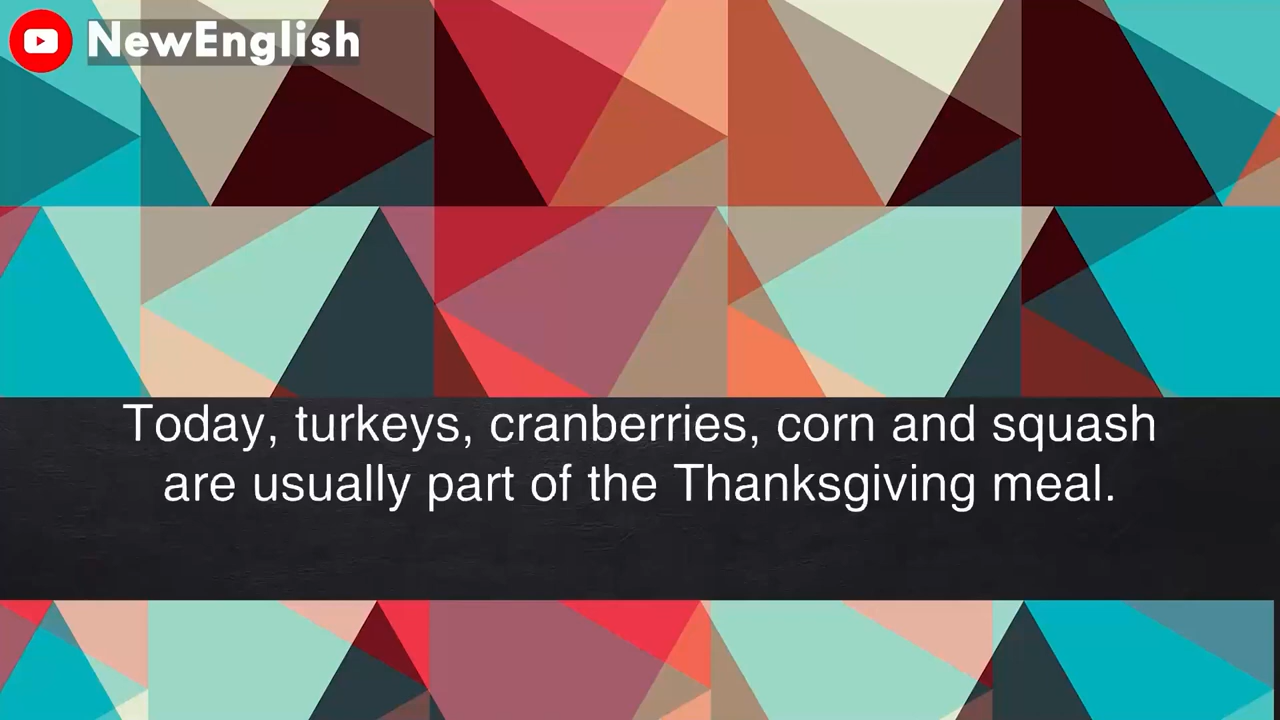 NewEnglish
Today, turkeys, cranberries, corn and squash
are usually part of the Thanksgiving meal.